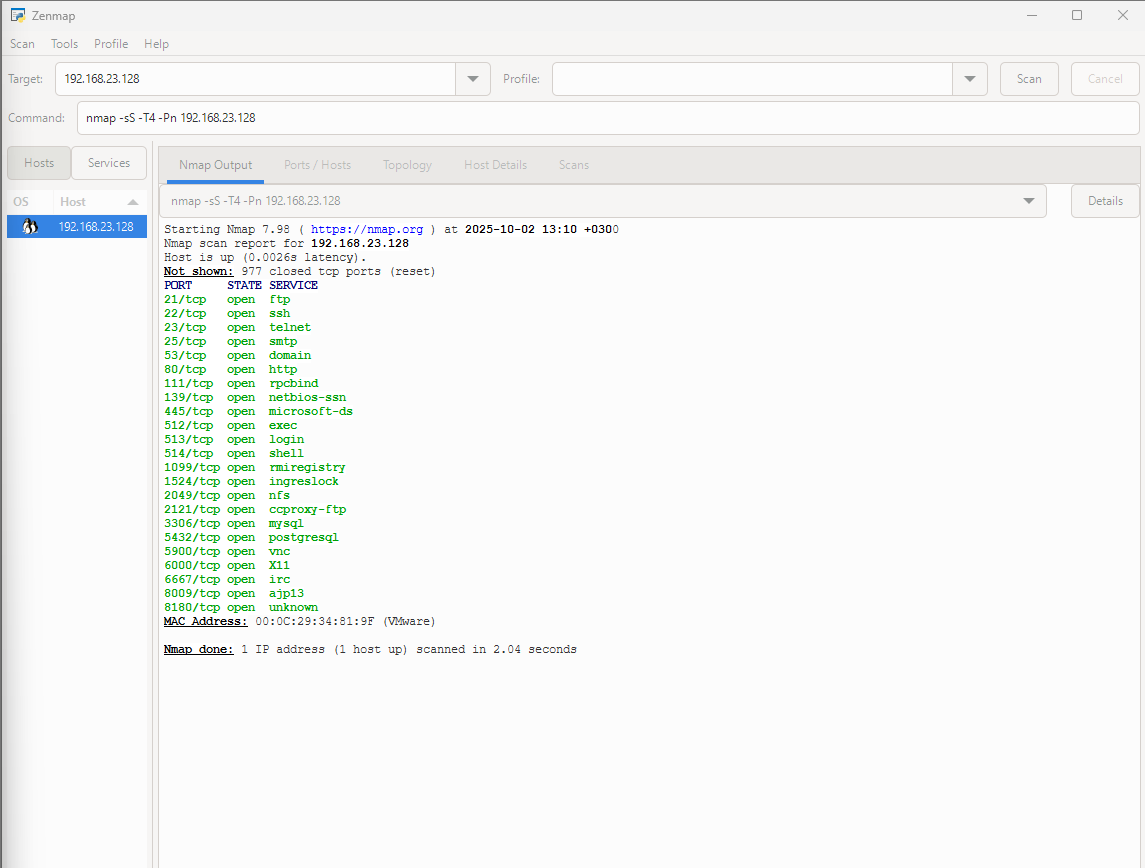 Zenmap
Scan Tools Profile Help
Target: 192.168.23.128 Profile: Scan Cancel
Command: nmap -sS -T4 -Pn 192.168.23.128
Hosts Services
Nmap Output Ports / Hosts Topology Host Details Scans
OS Host
nmap -sS -T4 -Pn 192.168.23.128 Details
192.168.23.128
Starting Nmap 7.98 ( https://nmap.org ) at 2025-10-02 13:10 +0300
Nmap scan report for 192.168.23.128
Host is up (0.0026s latency).
Not shown: 977 closed tcp ports (reset)
PORT STATE SERVICE
21/tcp open ftp
22/tcp open ssh
23/tcp open telnet
25/tcp open smtp
53/tcp open domain
80/tcp open http
111/tcp open rpcbind
139/tcp open netbios-ssn
445/tcp open microsoft-ds
512/tcp open exec
513/tcp open login
514/tcp open shell
1099/tcp open rmiregistry
1524/tcp open ingreslock
2049/tcp open nfs
2121/tcp open ccproxy-ftp
3306/tcp open mysql
5432/tcp open postgresql
5900/tcp open vnc
6000/tcp open X11
6667/tcp open irc
8009/tcp open ajp13
8180/tcp open unknown
MAC Address: 00:0C:29:34:81:9F (VMware)
Nmap done: 1 IP address (1 host up) scanned in 2.04 seconds